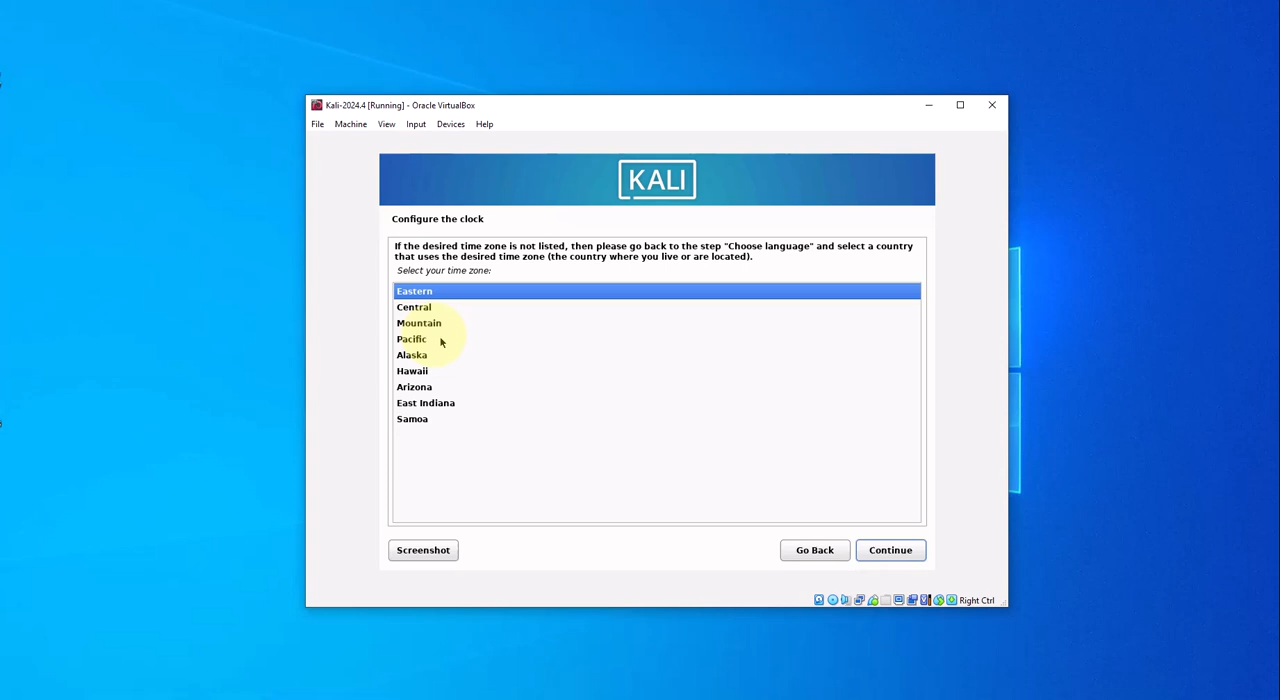 Kali-2024.4 [Running] - Oracle VirtualBox
File Machine View Input Devices Help
KALI
Configure the clock
If the desired time zone is not listed, then please go back to the step "Choose language" and select a country
that uses the desired time zone (the country where you live or are located).
Select your time zone:
Eastern
Central
Mountain
Pacific
Alaska
Hawaii
Arizona
East Indiana
Samoa
Screenshot Go Back Continue
Right Ctrl